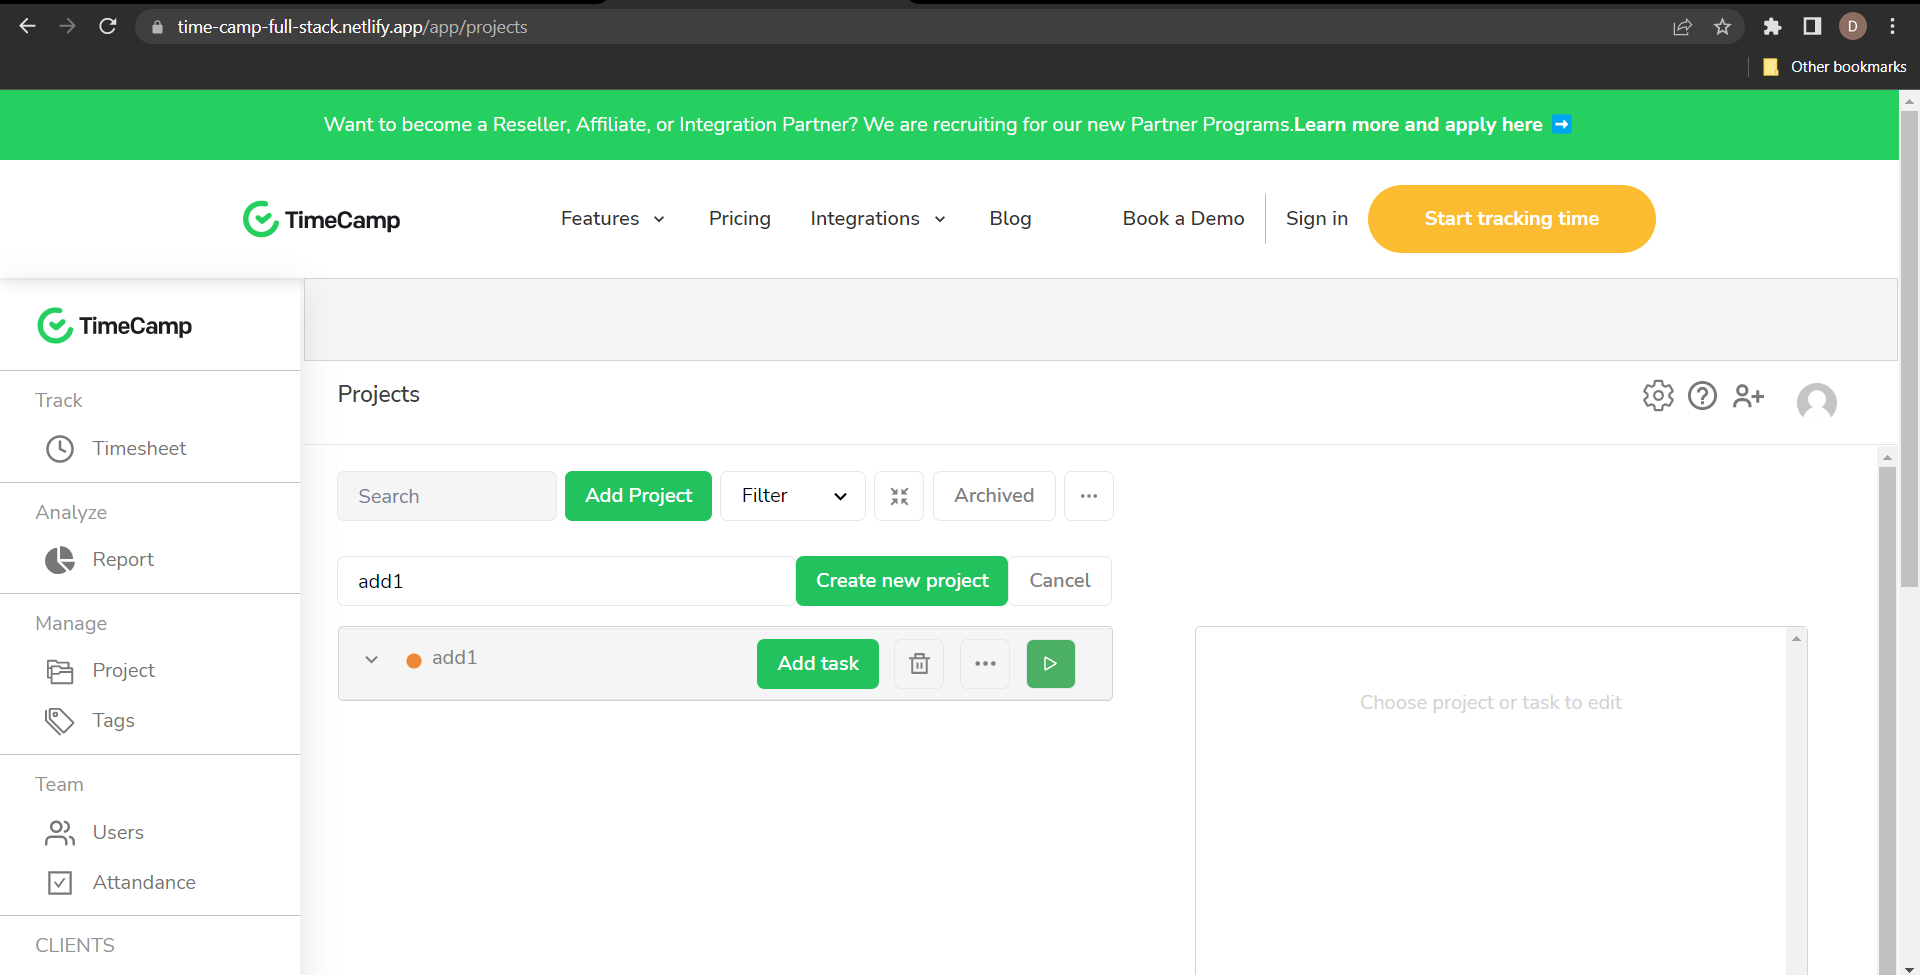 time-camp-full-stack.netlify.app/app/projects
D
Other bookmarks
Want to become a Reseller, Affiliate, or Integration Partner? We are recruiting for our new Partner Programs.Learn more and apply here ➡
TimeCamp
Features
Pricing
Integrations
Blog
Book a Demo
Sign in
Start tracking time
TimeCamp
Track
Timesheet
Analyze
Report
Manage
Project
Tags
Team
Users
Attandance
CLIENTS
Projects
Search
Add Project
Filter
Archived
add1
Create new project
Cancel
add1
Add task
Choose project or task to edit